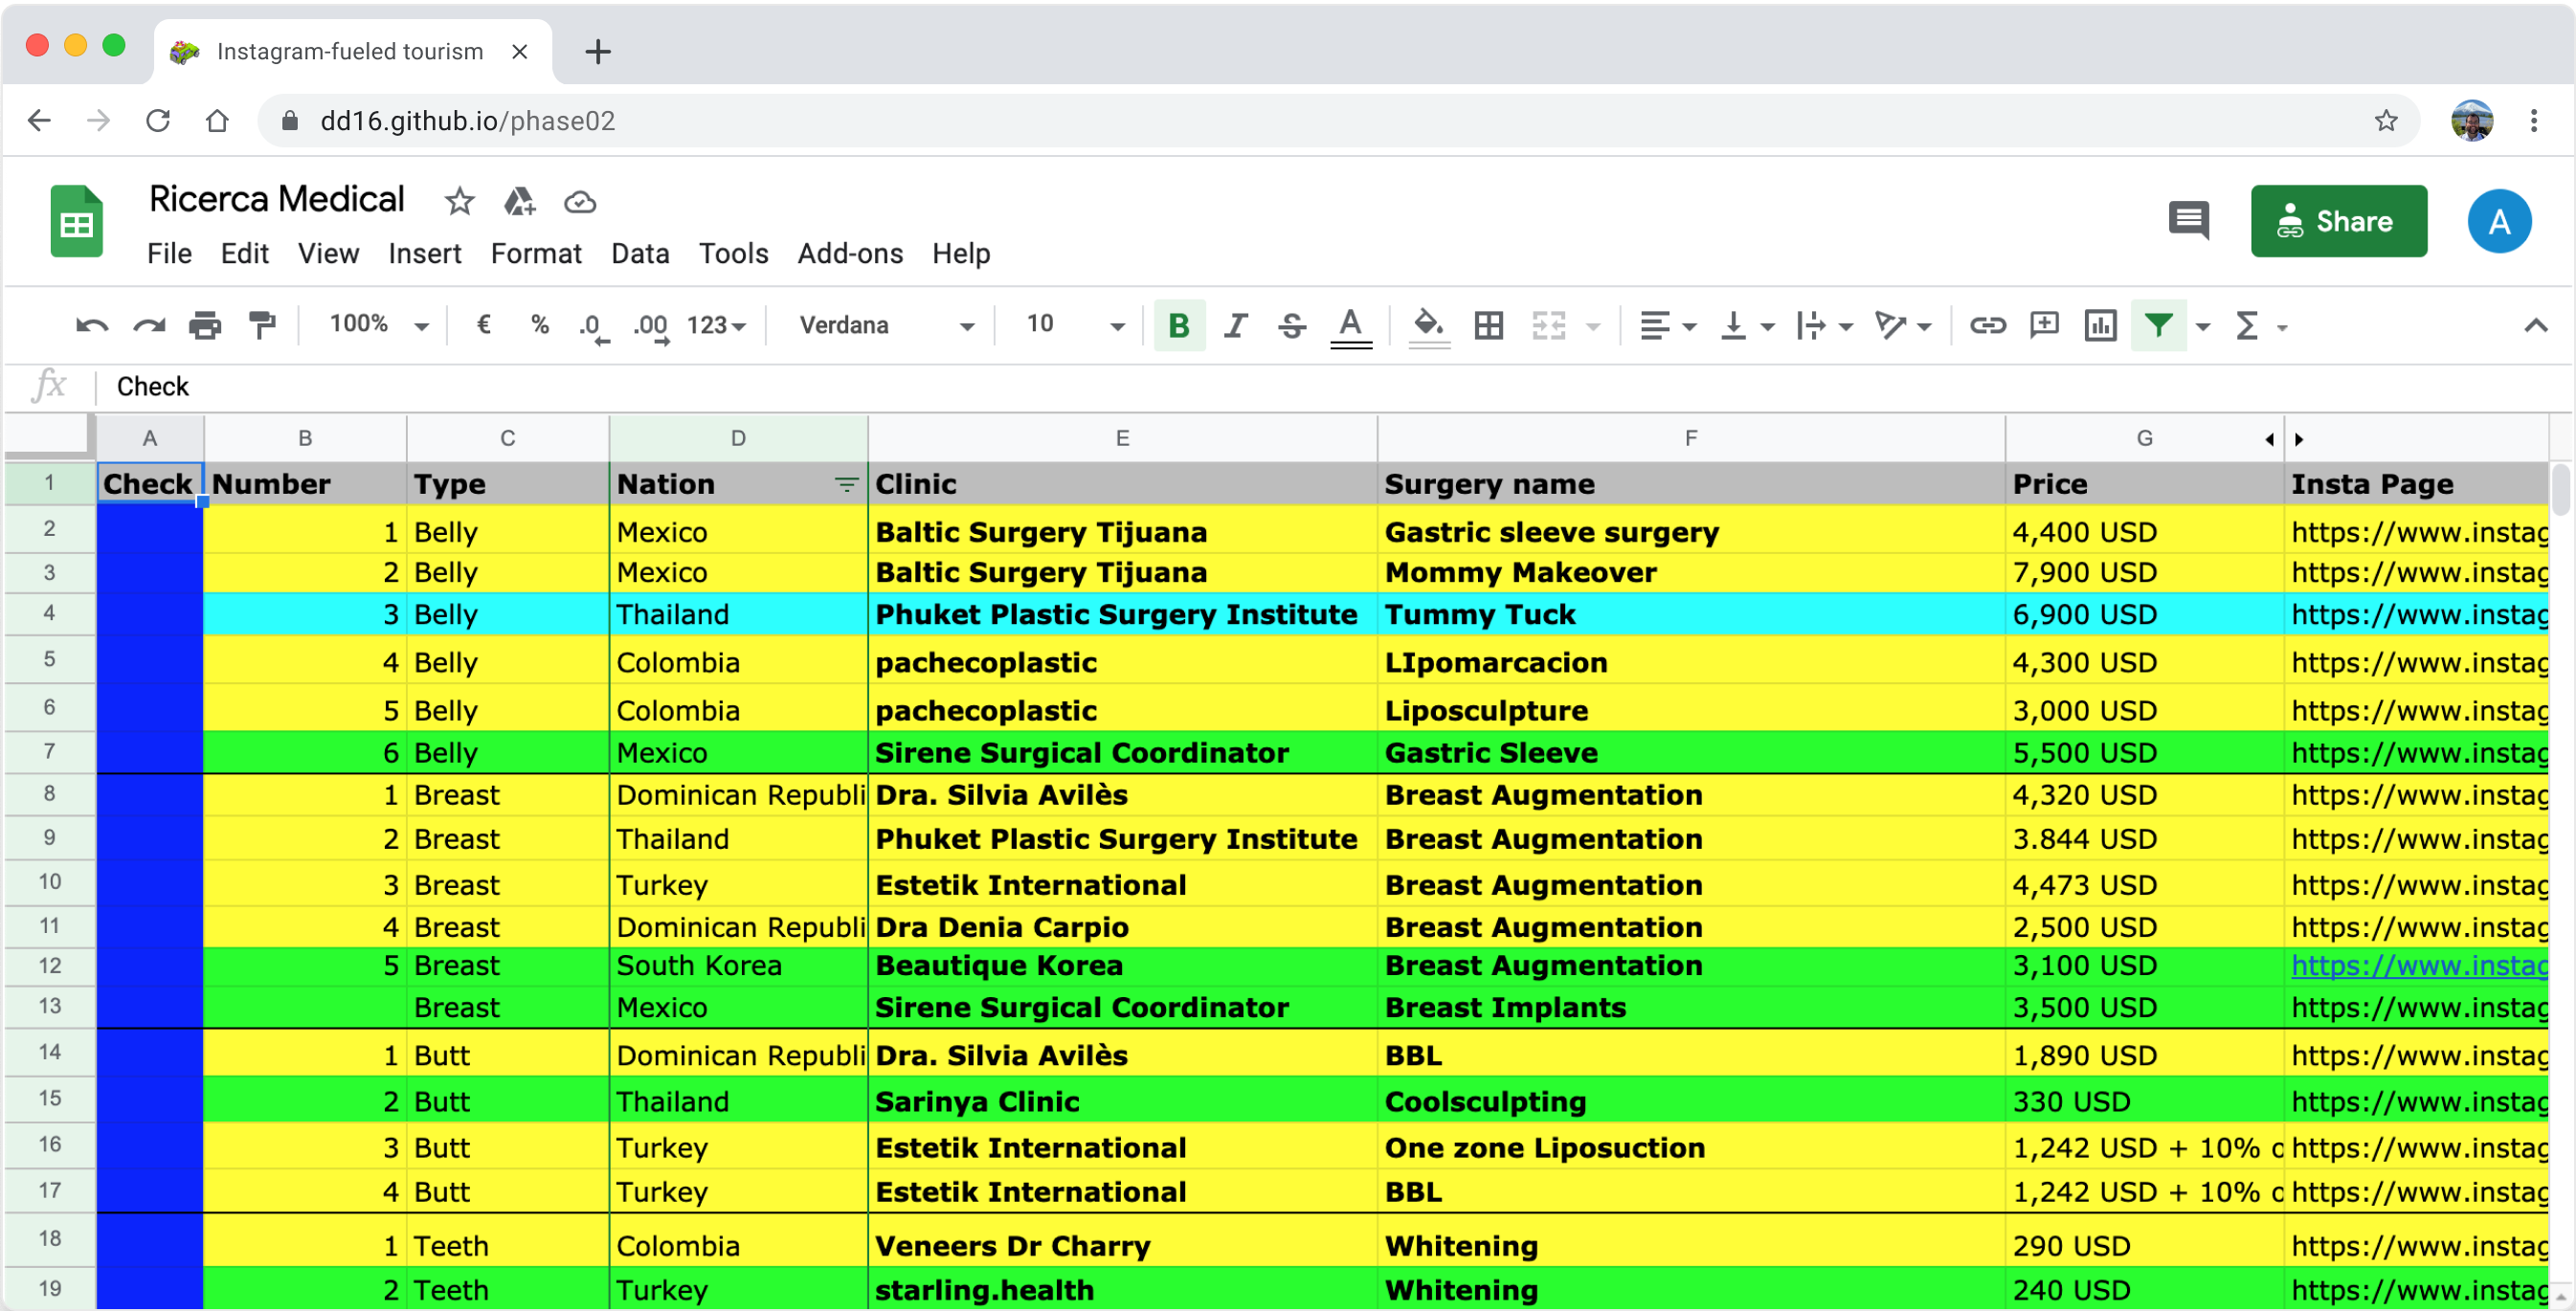 Instagram-fueled tourism
dd16.github.io/phase02
Ricerca Medical
Share
A
File Edit View Insert Format Data Tools Add-ons Help
100% € % .0 .00 123 Verdana 10 B I S A Σ
fx Check
A B C D E F G
1 Check Number Type Nation Clinic Surgery name Price Insta Page
2 1 Belly Mexico Baltic Surgery Tijuana Gastric sleeve surgery 4,400 USD https://www.instag
3 2 Belly Mexico Baltic Surgery Tijuana Mommy Makeover 7,900 USD https://www.instag
4 3 Belly Thailand Phuket Plastic Surgery Institute Tummy Tuck 6,900 USD https://www.instag
5 4 Belly Colombia pachecoplastic LIpomarcacion 4,300 USD https://www.instag
6 5 Belly Colombia pachecoplastic Liposculpture 3,000 USD https://www.instag
7 6 Belly Mexico Sirene Surgical Coordinator Gastric Sleeve 5,500 USD https://www.instag
8 1 Breast Dominican Republi Dra. Silvia Avilès Breast Augmentation 4,320 USD https://www.instag
9 2 Breast Thailand Phuket Plastic Surgery Institute Breast Augmentation 3.844 USD https://www.instag
10 3 Breast Turkey Estetik International Breast Augmentation 4,473 USD https://www.instag
11 4 Breast Dominican Republi Dra Denia Carpio Breast Augmentation 2,500 USD https://www.instag
12 5 Breast South Korea Beautique Korea Breast Augmentation 3,100 USD https://www.instag
13 Breast Mexico Sirene Surgical Coordinator Breast Implants 3,500 USD https://www.instag
14 1 Butt Dominican Republi Dra. Silvia Avilès BBL 1,890 USD https://www.instag
15 2 Butt Thailand Sarinya Clinic Coolsculpting 330 USD https://www.instag
16 3 Butt Turkey Estetik International One zone Liposuction 1,242 USD + 10% o https://www.instag
17 4 Butt Turkey Estetik International BBL 1,242 USD + 10% o https://www.instag
18 1 Teeth Colombia Veneers Dr Charry Whitening 290 USD https://www.instag
19 2 Teeth Turkey starling.health Whitening 240 USD https://www.instag